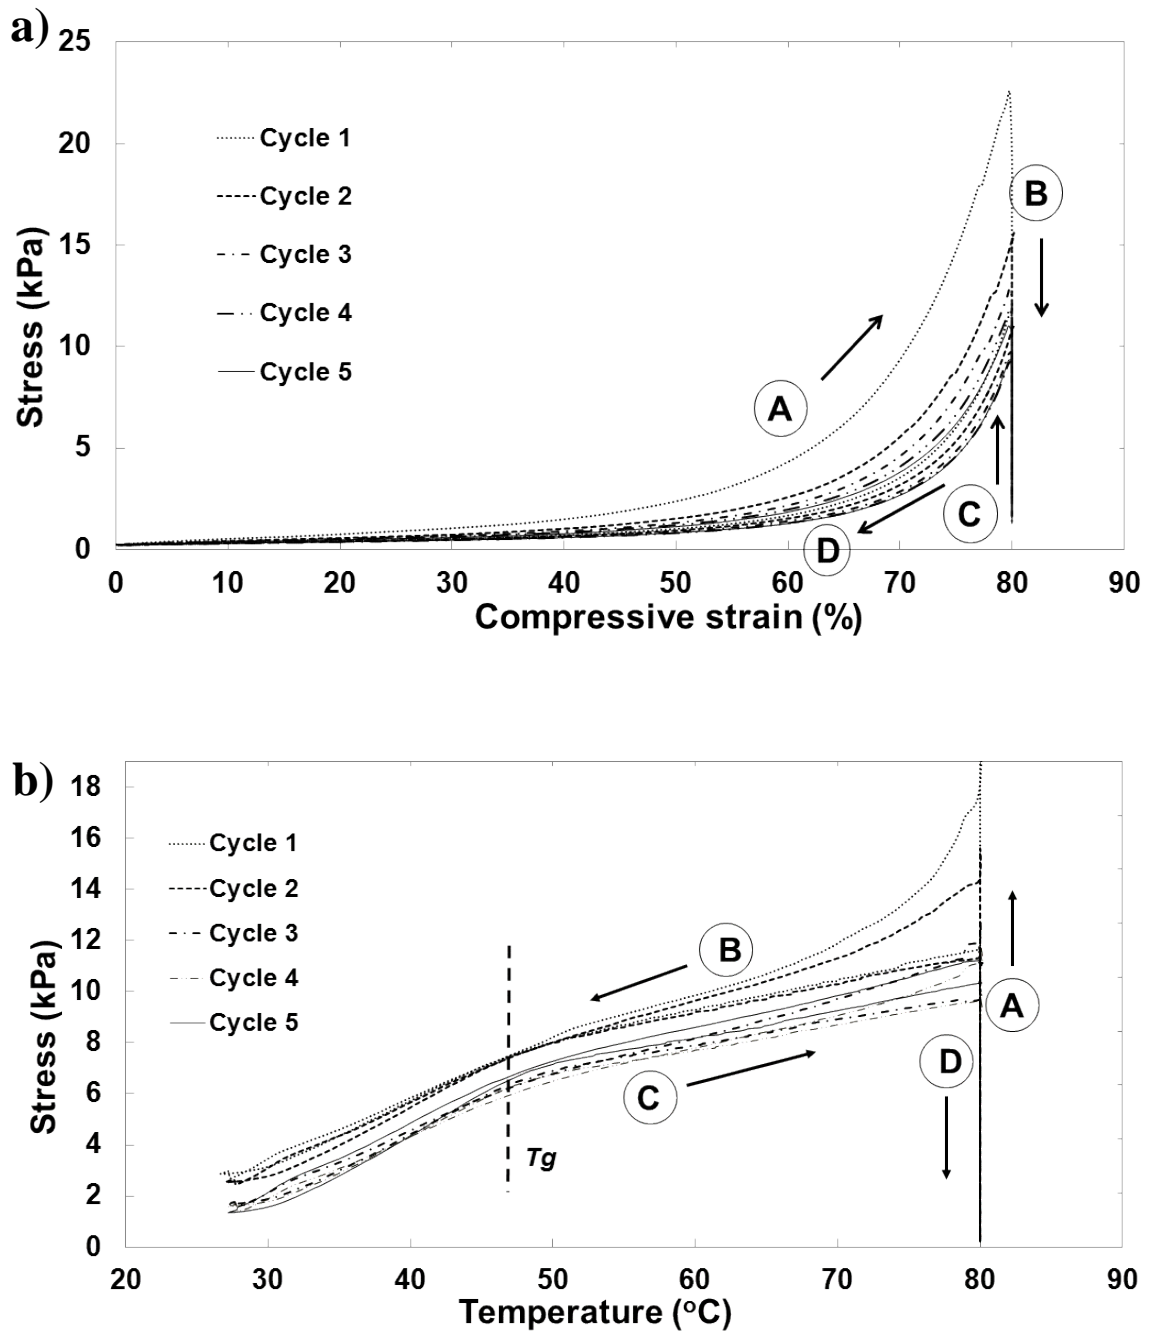 a)
25
20
15
10
5
0
Stress (kPa)
Cycle 1
Cycle 2
Cycle 3
Cycle 4
Cycle 5
A
B
C
D
0 10 20 30 40 50 60 70 80 90
Compressive strain (%)
b)
18
16
14
12
10
8
6
4
2
0
Stress (kPa)
Cycle 1
Cycle 2
Cycle 3
Cycle 4
Cycle 5
B
A
D
C
Tg
20 30 40 50 60 70 80 90
Temperature (°C)